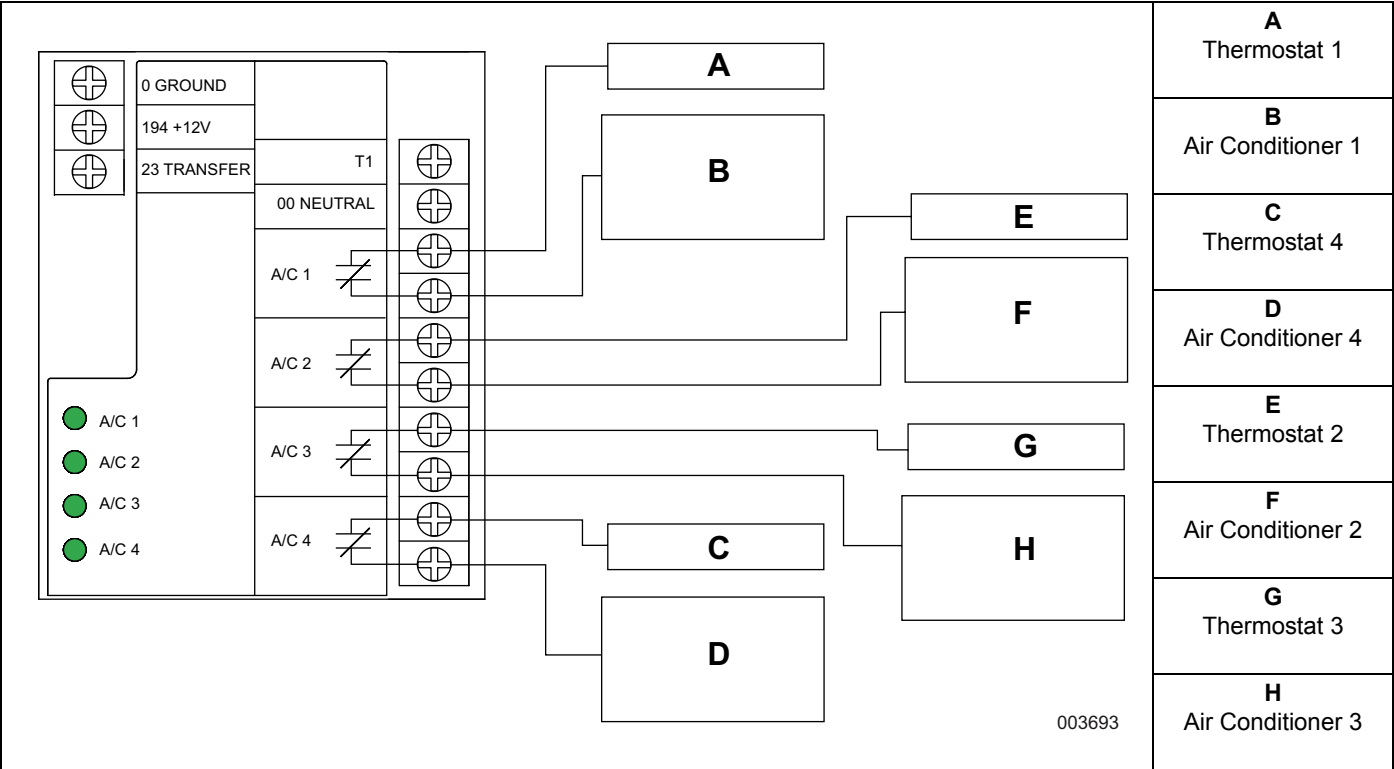 0 GROUND
194 +12V
23 TRANSFER
T1
00 NEUTRAL
A/C 1
A/C 2
A/C 3
A/C 4
A/C 1
A/C 2
A/C 3
A/C 4
A
B
E
F
G
H
C
D
003693
A
Thermostat 1
B
Air Conditioner 1
C
Thermostat 4
D
Air Conditioner 4
E
Thermostat 2
F
Air Conditioner 2
G
Thermostat 3
H
Air Conditioner 3